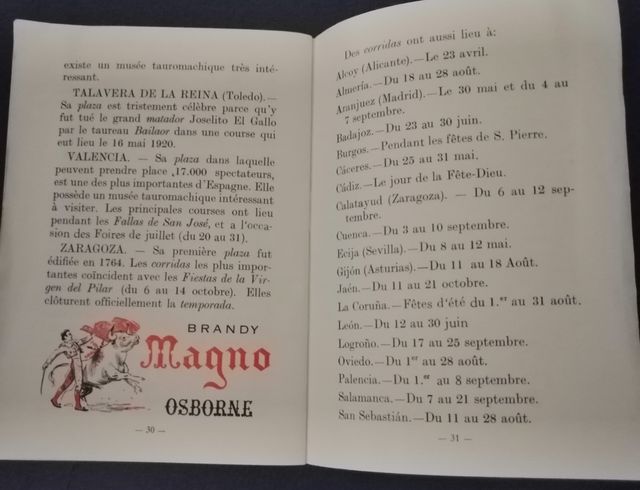 existe un musée tauromachique très inté-
ressant.
TALAVERA DE LA REINA (Toledo).—
Sa plaza est tristement célèbre parce qu'y
fut tué le grand matador Joselito El Gallo
par le taureau Bailaor dans une course qui
eut lieu le 16 mai 1920.
VALENCIA. — Sa plaza dans laquelle
peuvent prendre place ,17.000 spectateurs,
est une des plus importantes d'Espagne. Elle
possède un musée tauromachique intéressant
à visiter. Les principales courses ont lieu
pendant les Fallas de San José, et a l'occa-
sion des Foires de juillet (du 20 au 31).
ZARAGOZA. — Sa première plaza fut
édifiée en 1764. Les corridas les plus impor-
tantes coïncident avec les Fiestas de la Vir-
gen del Pilar (6 au 14 octobre). Elles
clôturent officiellement la temporada.
BRANDY
Magno
OSBORNE
— 30 —
Des corridas ont aussi lieu à:
Alcoy (Alicante).—Le 23 avril.
Almería.—Du 18 au 28 août.
Aranjuez (Madrid).—Le 30 mai et du 4 au
7 septembre.
Badajoz.—Du 23 au 30 juin.
Burgos.—Pendant les fêtes de S. Pierre.
Cáceres.—Du 25 au 31 mai.
Cádiz.—Le jour de la Fête-Dieu.
Calatayud (Zaragoza). — Du 6 au 12 sep-
tembre.
Cuenca.—Du 3 au 10 septembre.
Ecija (Sevilla).—Du 8 au 12 mai.
Gijón (Asturias).—Du 11 au 18 Août.
Jaén.—Du 11 au 21 octobre.
La Coruña.—Fêtes d'été du 1.er au 31 août.
León.—Du 12 au 30 juin
Logroño.—Du 17 au 25 septembre.
Oviedo.—Du 1.er au 28 août.
Palencia.—Du 1.er au 8 septembre.
Salamanca.—Du 7 au 21 septembre.
San Sebastián.—Du 11 au 28 août.
— 31 —